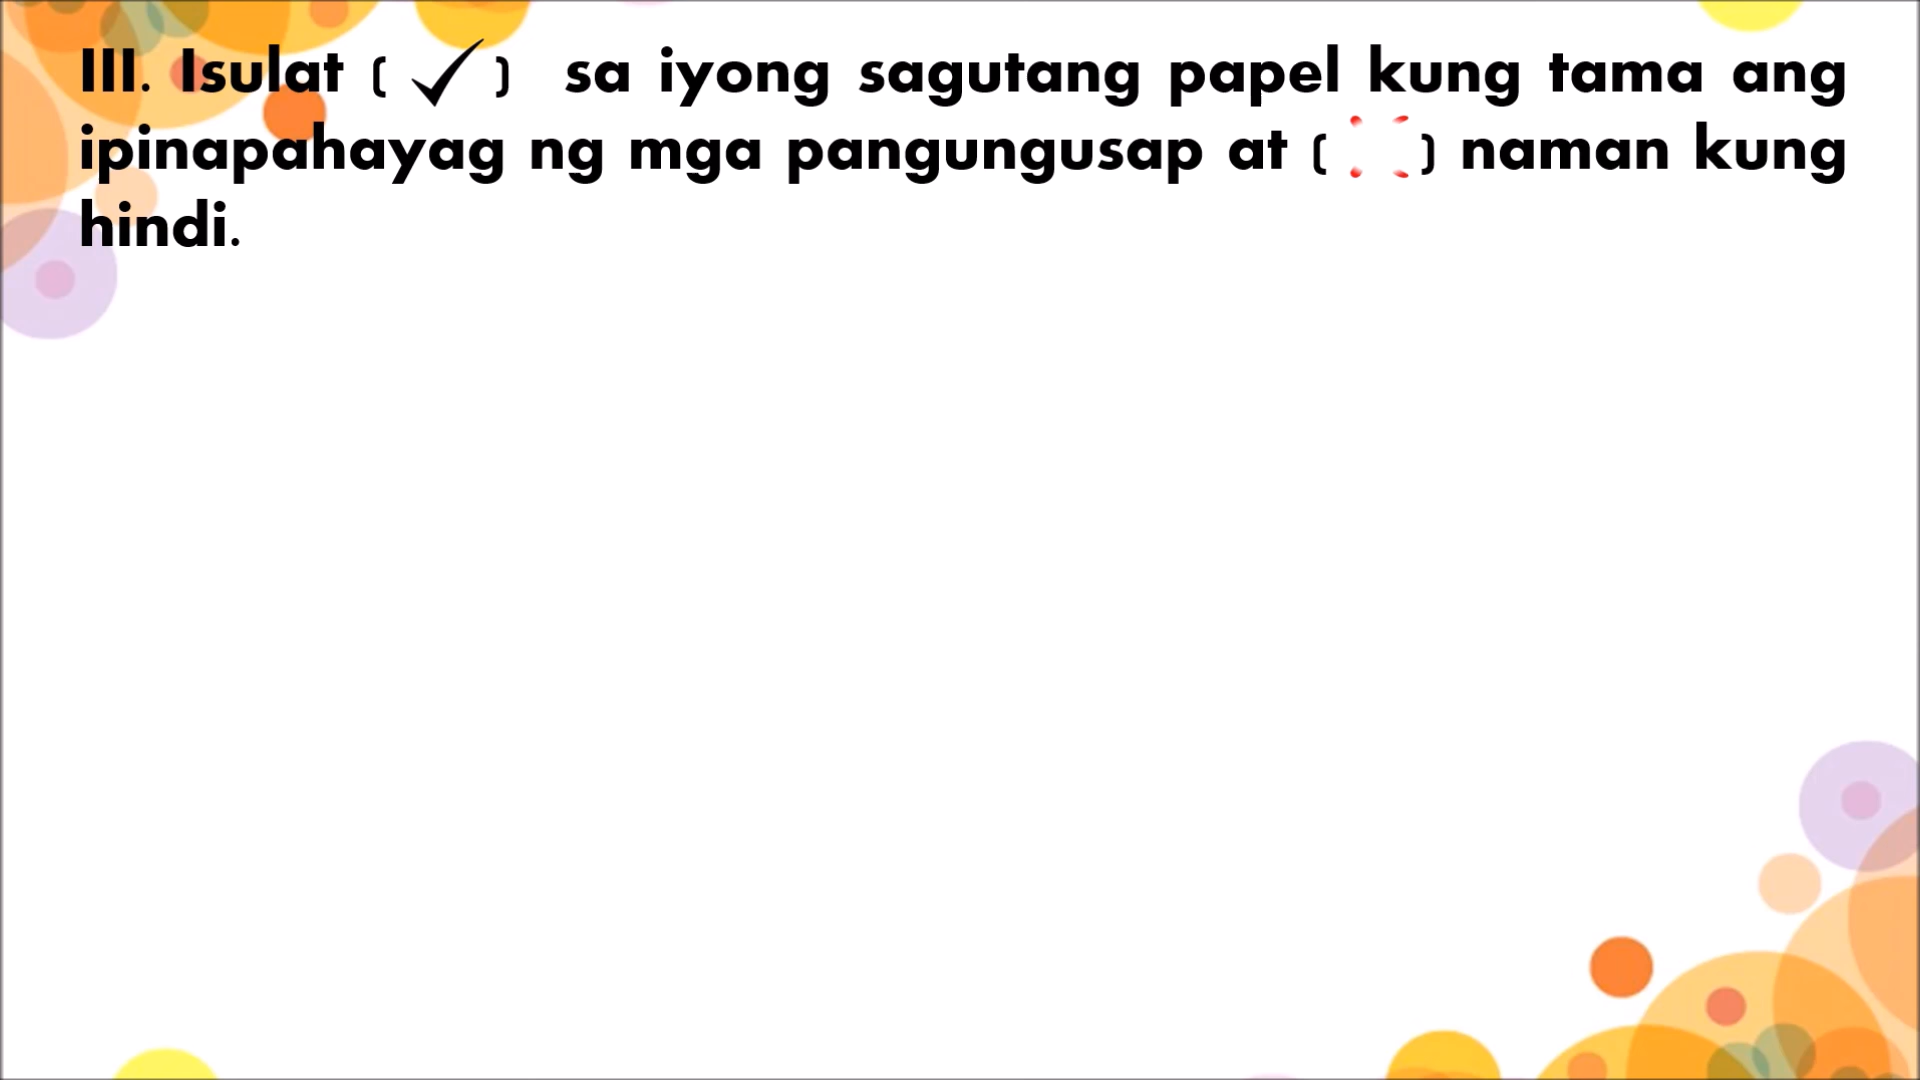 III. Isulat ( ✓ ) sa iyong sagutang papel kung tama ang
ipinapahayag ng mga pangungusap at ( ) naman kung
hindi.